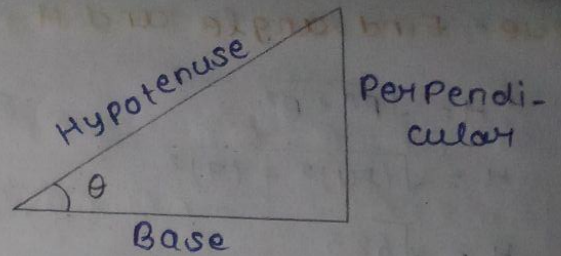 Hypotenuse
Perpendi-
cular
θ
Base